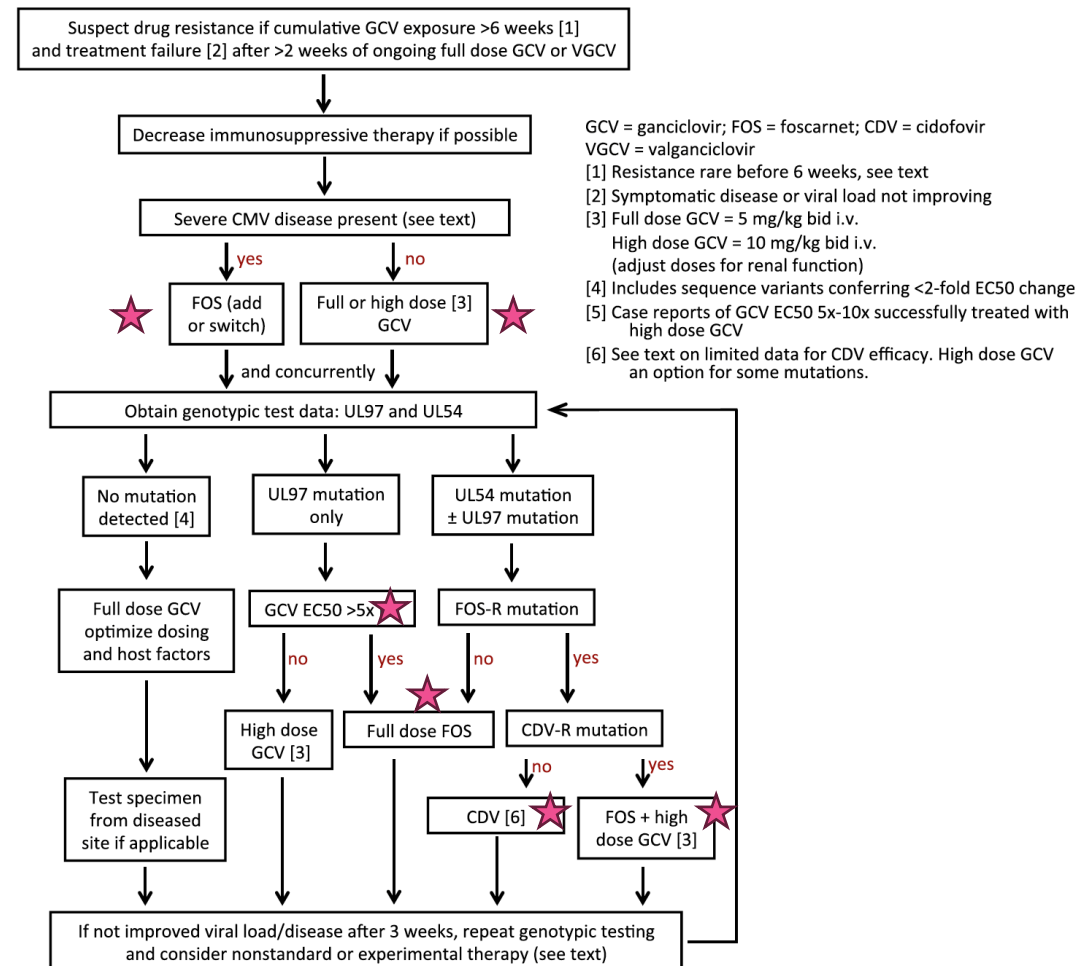 Suspect drug resistance if cumulative GCV exposure >6 weeks [1]
and treatment failure [2] after >2 weeks of ongoing full dose GCV or VGCV
Decrease immunosuppressive therapy if possible
GCV = ganciclovir; FOS = foscarnet; CDV = cidofovir
VGCV = valganciclovir
[1] Resistance rare before 6 weeks, see text
[2] Symptomatic disease or viral load not improving
[3] Full dose GCV = 5 mg/kg bid i.v.
High dose GCV = 10 mg/kg bid i.v.
(adjust doses for renal function)
[4] Includes sequence variants conferring <2-fold EC50 change
[5] Case reports of GCV EC50 5x-10x successfully treated with
high dose GCV
[6] See text on limited data for CDV efficacy. High dose GCV
an option for some mutations.
Severe CMV disease present (see text)
yes
no
FOS (add
or switch)
Full or high dose [3]
GCV
and concurrently
Obtain genotypic test data: UL97 and UL54
No mutation
detected [4]
UL97 mutation
only
UL54 mutation
± UL97 mutation
Full dose GCV
optimize dosing
and host factors
GCV EC50 >5x
FOS-R mutation
no
yes
no
yes
High dose
GCV [3]
Full dose FOS
CDV-R mutation
no
yes
Test specimen
from diseased
site if applicable
CDV [6]
FOS + high
dose GCV [3]
If not improved viral load/disease after 3 weeks, repeat genotypic testing
and consider nonstandard or experimental therapy (see text)